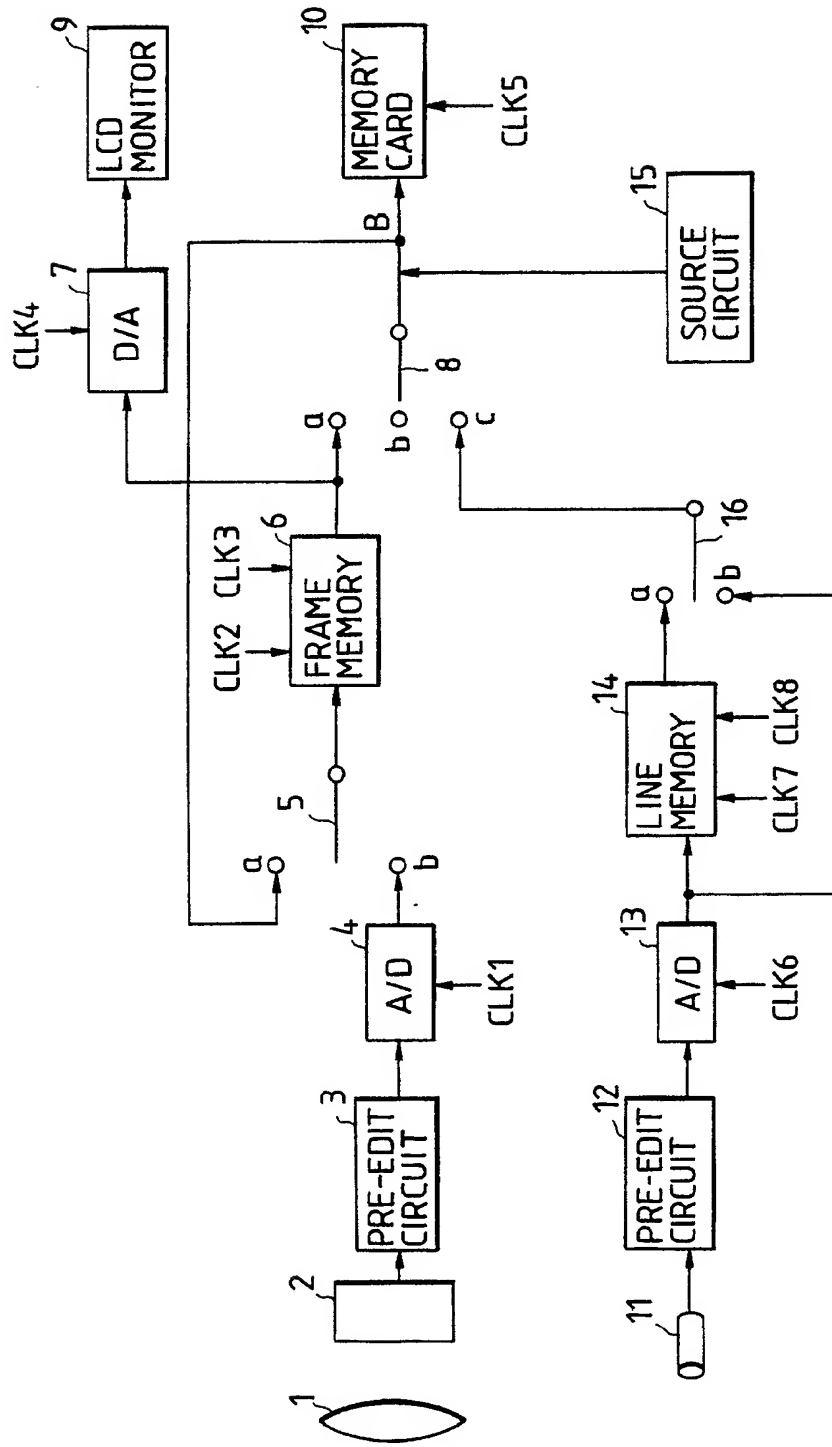 1
2
3
PRE-EDIT
CIRCUIT
4
A/D
CLK1
a
b
5
CLK2
CLK3
6
FRAME
MEMORY
CLK4
7
D/A
9
LCD
MONITOR
a
b
c
8
B
10
MEMORY
CARD
CLK5
11
12
PRE-EDIT
CIRCUIT
13
A/D
CLK6
14
LINE
MEMORY
CLK7
CLK8
a
b
16
15
SOURCE
CIRCUIT